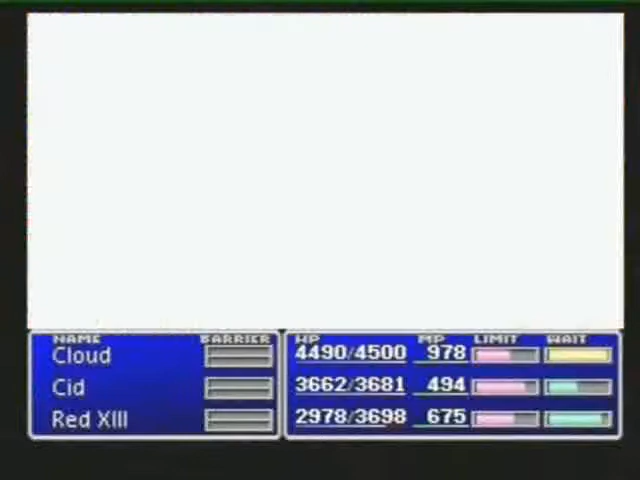 NAME BARRIER HP MP LIMIT WAIT
Cloud 4490/4500 978
Cid 3662/3681 494
Red XIII 2978/3698 675